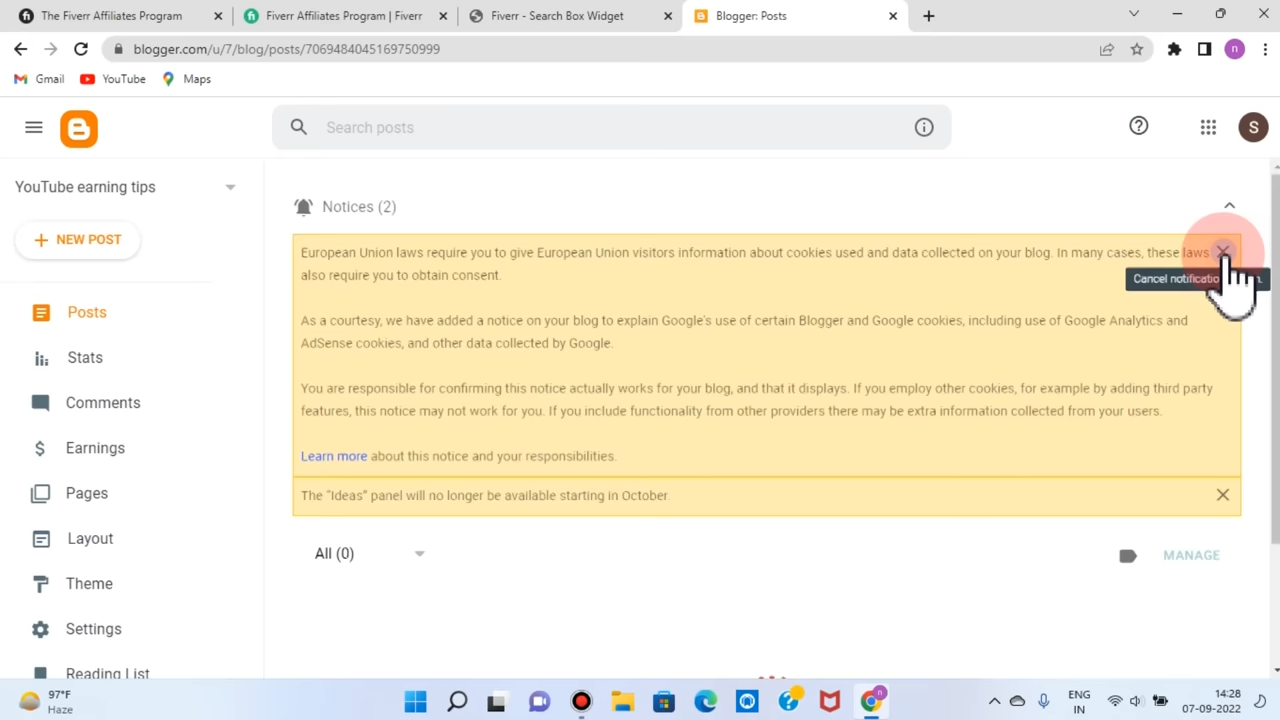 The Fiverr Affiliates Program
Fiverr Affiliates Program | Fiverr
Fiverr - Search Box Widget
Blogger: Posts
blogger.com/u/7/blog/posts/7069484045169750999
n
Gmail
YouTube
Maps
Search posts
S
YouTube earning tips
NEW POST
Posts
Stats
Comments
Earnings
Pages
Layout
Theme
Settings
Reading List
Notices (2)
European Union laws require you to give European Union visitors information about cookies used and data collected on your blog. In many cases, these laws
also require you to obtain consent.
Cancel notification
As a courtesy, we have added a notice on your blog to explain Google's use of certain Blogger and Google cookies, including use of Google Analytics and
AdSense cookies, and other data collected by Google.
You are responsible for confirming this notice actually works for your blog, and that it displays. If you employ other cookies, for example by adding third party
features, this notice may not work for you. If you include functionality from other providers there may be extra information collected from your users.
Learn more about this notice and your responsibilities.
The "Ideas" panel will no longer be available starting in October.
All (0)
MANAGE
97°F
Haze
ENG
IN
14:28
07-09-2022